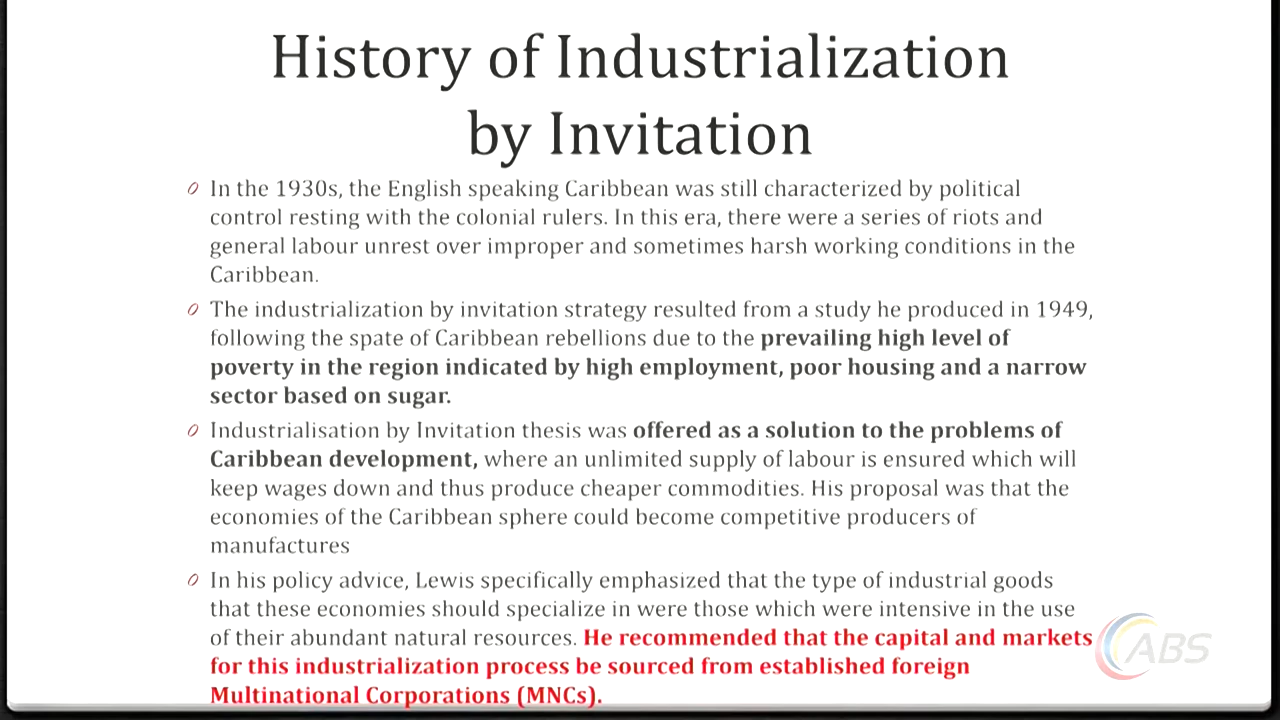 History of Industrialization
by Invitation
In the 1930s, the English speaking Caribbean was still characterized by political
control resting with the colonial rulers. In this era, there were a series of riots and
general labour unrest over improper and sometimes harsh working conditions in the
Caribbean.
The industrialization by invitation strategy resulted from a study he produced in 1949,
following the spate of Caribbean rebellions due to the prevailing high level of
poverty in the region indicated by high employment, poor housing and a narrow
sector based on sugar.
Industrialisation by Invitation thesis was offered as a solution to the problems of
Caribbean development, where an unlimited supply of labour is ensured which will
keep wages down and thus produce cheaper commodities. His proposal was that the
economies of the Caribbean sphere could become competitive producers of
manufactures
In his policy advice, Lewis specifically emphasized that the type of industrial goods
that these economies should specialize in were those which were intensive in the use
of their abundant natural resources. He recommended that the capital and markets
for this industrialization process be sourced from established foreign
Multinational Corporations (MNCs).
ABS